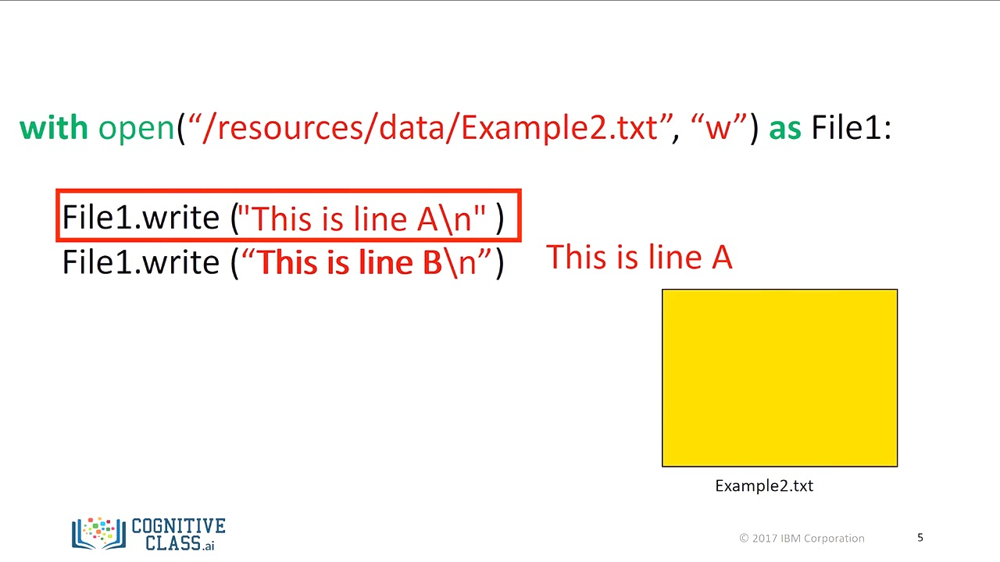 with open(“/resources/data/Example2.txt”, “w”) as File1:
File1.write ("This is line A\n" )
File1.write (“This is line B\n”)
This is line A
Example2.txt
COGNITIVE
CLASS.ai
© 2017 IBM Corporation
5